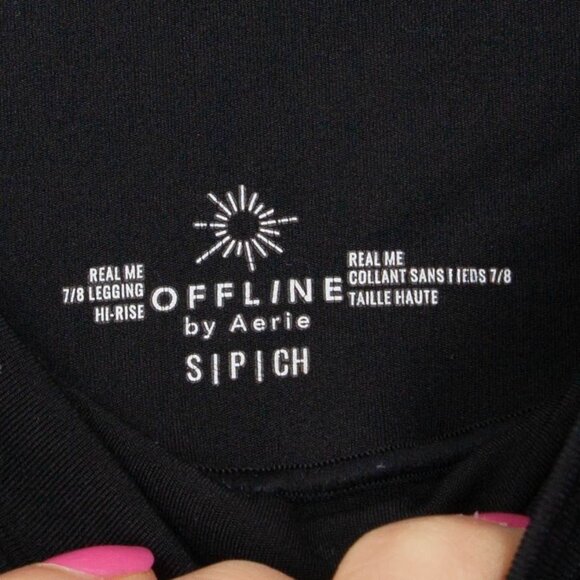 REAL ME
7/8 LEGGING
HI-RISE
OFFLINE
by Aerie
S|P|CH
REAL ME
COLLANT SANS PIEDS 7/8
TAILLE HAUTE